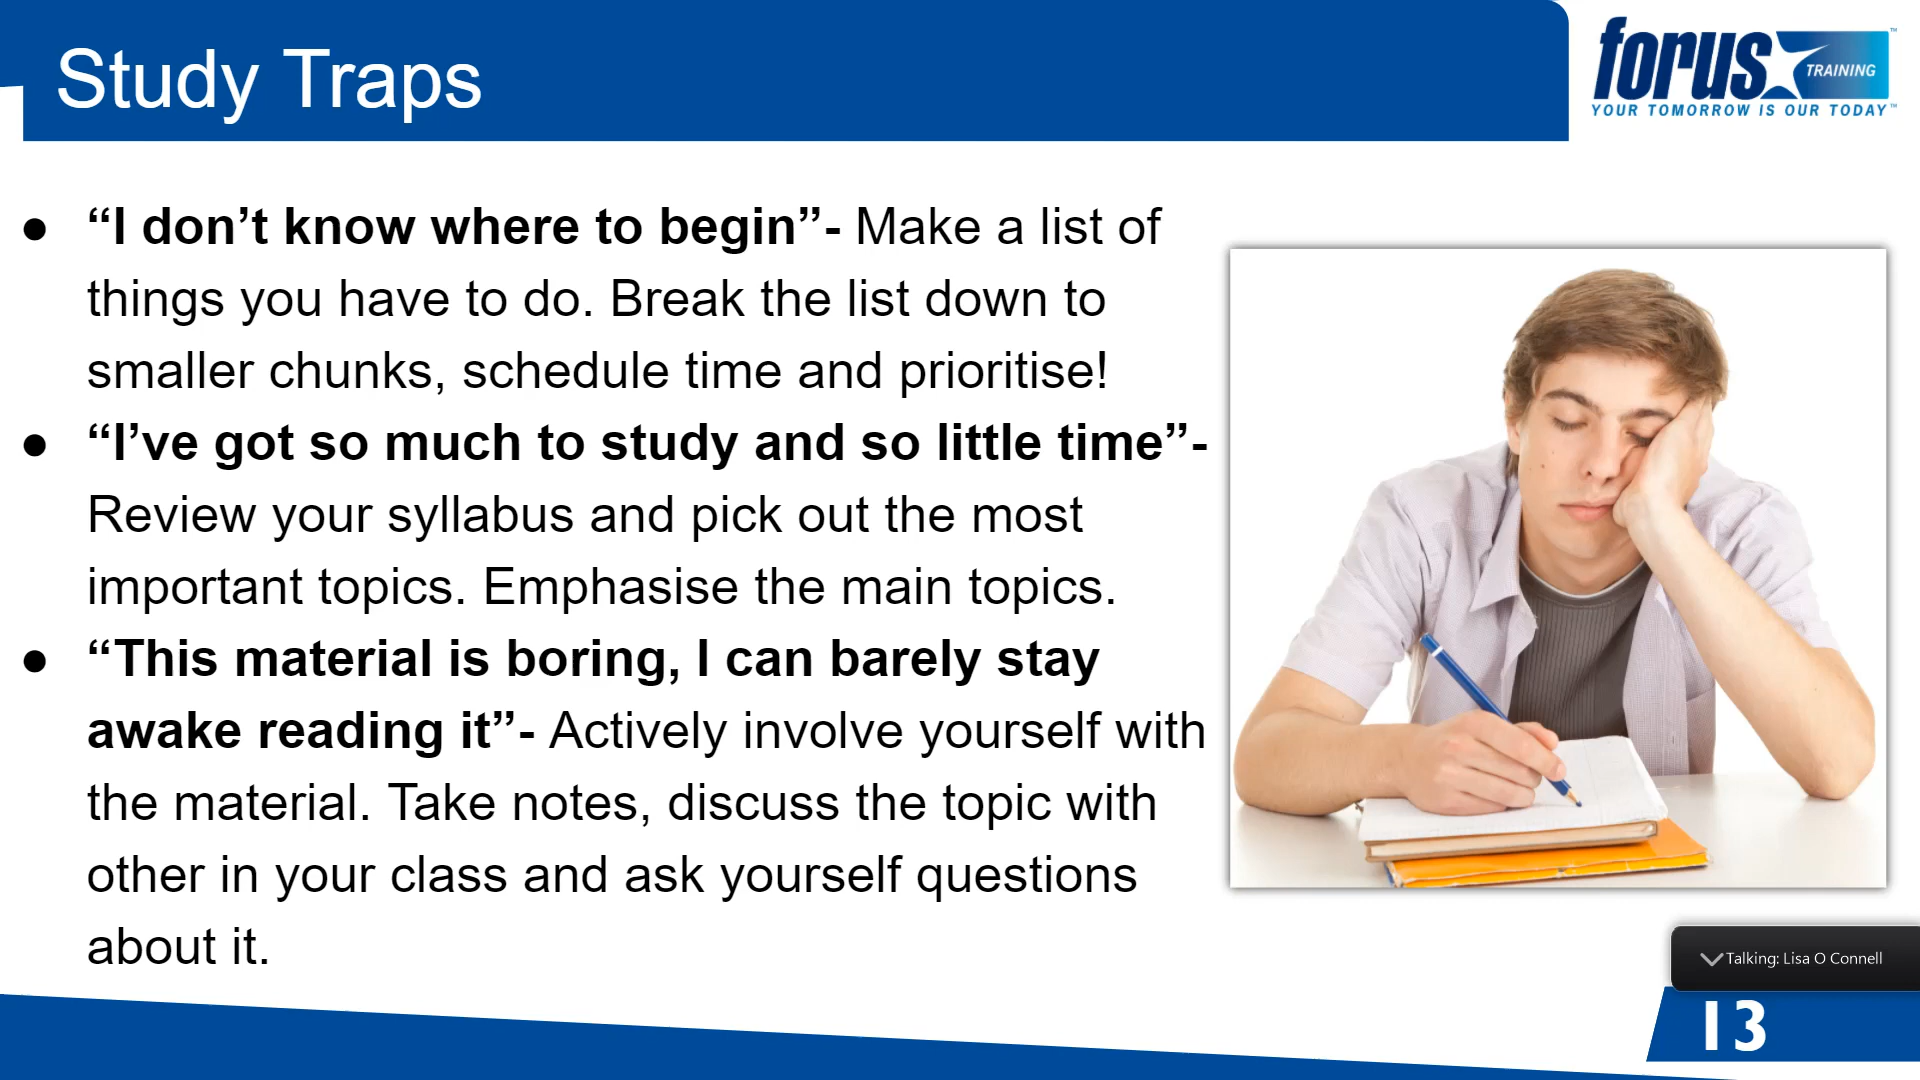 Study Traps
forus TRAINING™
YOUR TOMORROW IS OUR TODAY™
● “I don’t know where to begin”- Make a list of
things you have to do. Break the list down to
smaller chunks, schedule time and prioritise!
● “I’ve got so much to study and so little time”-
Review your syllabus and pick out the most
important topics. Emphasise the main topics.
● “This material is boring, I can barely stay
awake reading it”- Actively involve yourself with
the material. Take notes, discuss the topic with
other in your class and ask yourself questions
about it.
Talking: Lisa O Connell
13